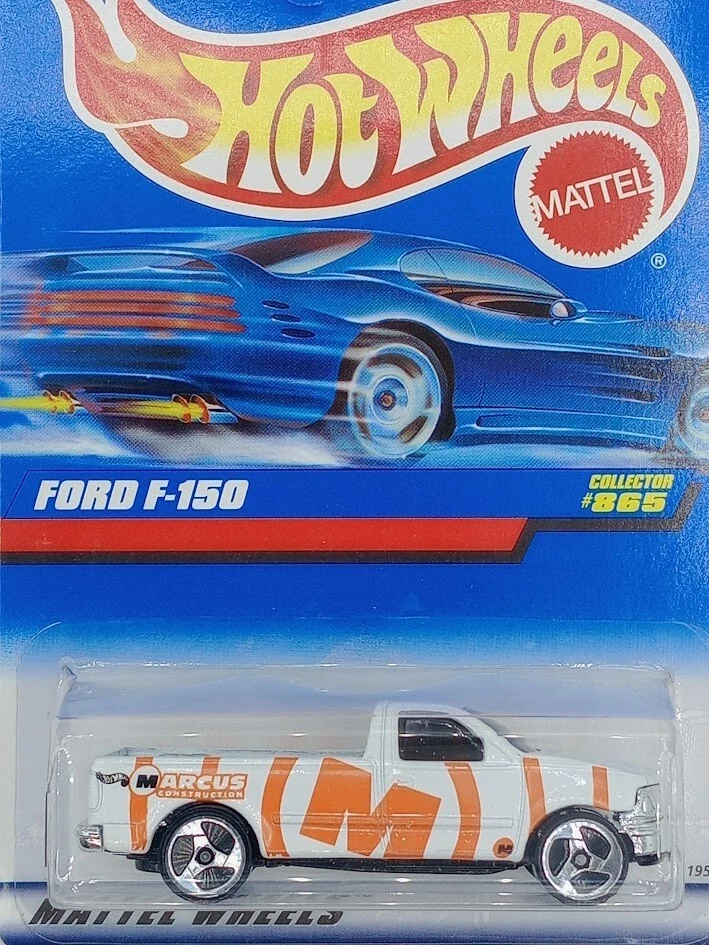 HOT WHEELS
MATTEL
®
FORD F-150
COLLECTOR
#865
MARCUS
CONSTRUCTION
M
M
195
MATTEL WHEELS